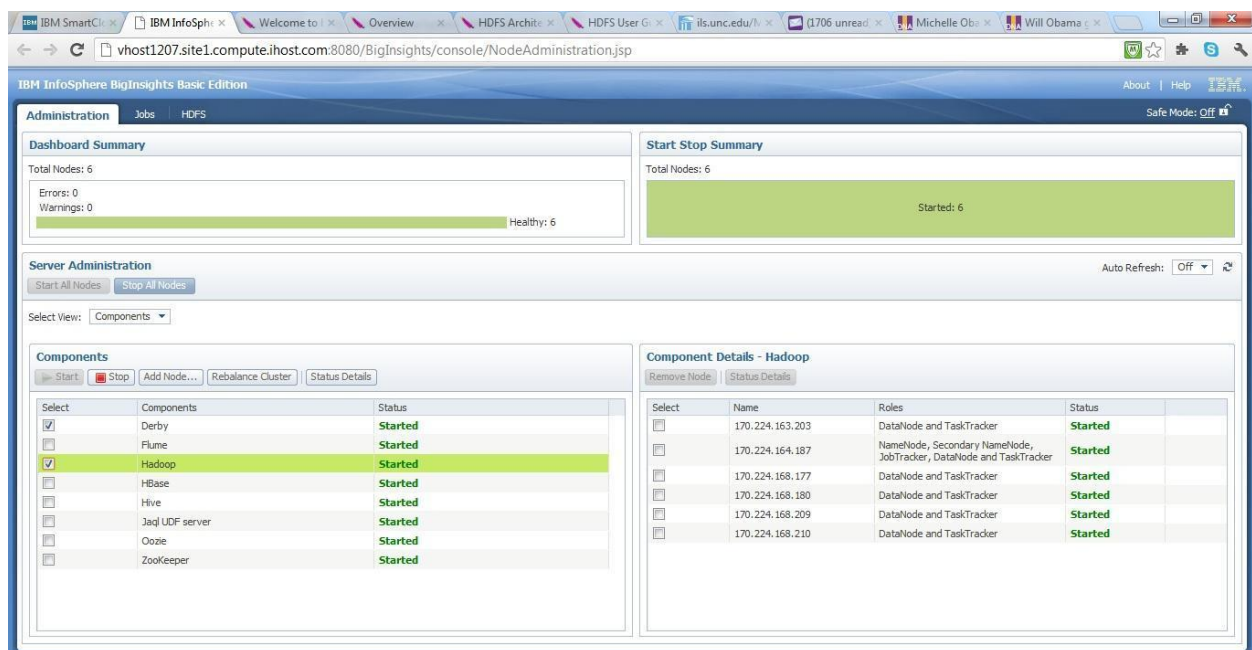 IBM SmartClo
IBM InfoSphe
Welcome to
Overview
HDFS Archite
HDFS User G
ils.unc.edu/
(1706 unread
Michelle Oba
Will Obama
vhost1207.site1.compute.ihost.com:8080/BigInsights/console/NodeAdministration.jsp
IBM InfoSphere BigInsights Basic Edition
About | Help IBM.
Administration Jobs HDFS
Safe Mode: Off
Dashboard Summary
Total Nodes: 6
Errors: 0
Warnings: 0
Healthy: 6
Start Stop Summary
Total Nodes: 6
Started: 6
Server Administration
Auto Refresh: Off
Start All Nodes Stop All Nodes
Select View: Components
Components
Start Stop Add Node... Rebalance Cluster Status Details
Select Components Status
Derby Started
Flume Started
Hadoop Started
HBase Started
Hive Started
Jaql UDF server Started
Oozie Started
ZooKeeper Started
Component Details - Hadoop
Remove Node Status Details
Select Name Roles Status
170.224.163.203 DataNode and TaskTracker Started
170.224.164.187 NameNode, Secondary NameNode,
JobTracker, DataNode and TaskTracker Started
170.224.168.177 DataNode and TaskTracker Started
170.224.168.180 DataNode and TaskTracker Started
170.224.168.209 DataNode and TaskTracker Started
170.224.168.210 DataNode and TaskTracker Started